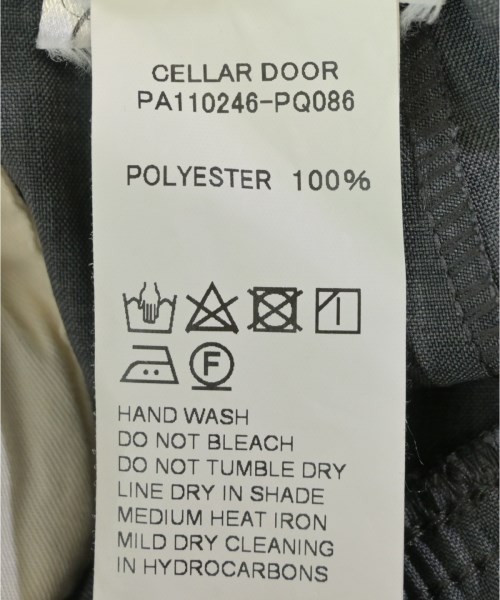 CELLAR DOOR
PA110246-PQ086
POLYESTER 100%
F
HAND WASH
DO NOT BLEACH
DO NOT TUMBLE DRY
LINE DRY IN SHADE
MEDIUM HEAT IRON
MILD DRY CLEANING
IN HYDROCARBONS